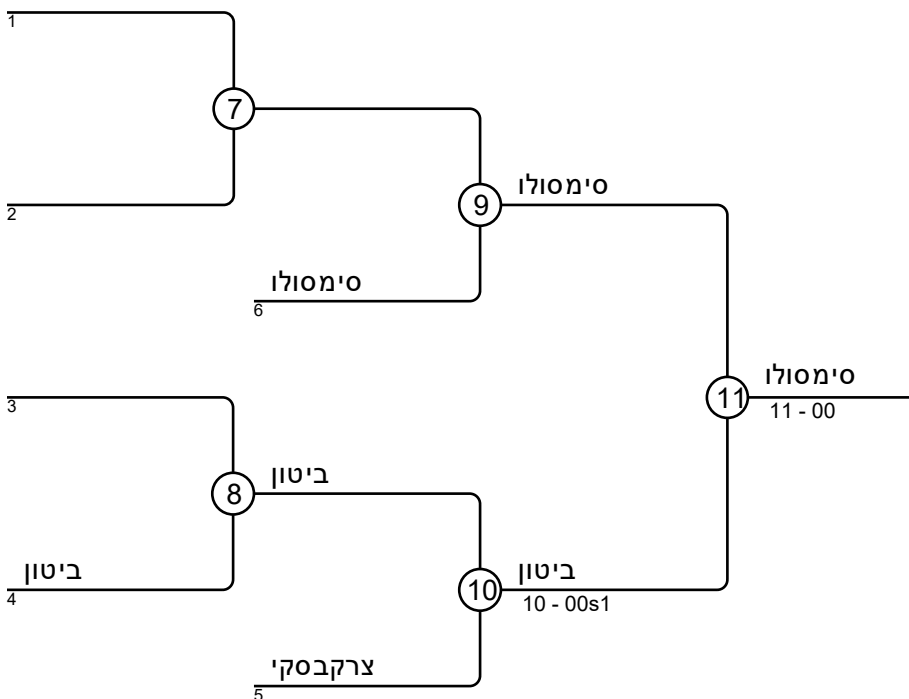 1
7
2
סימסולו
9
סימסולו
6
3
סימסולו
11
11 - 00
ביטון
8
ביטון
4
ביטון
10
10 - 00s1
צרקבסקי
5